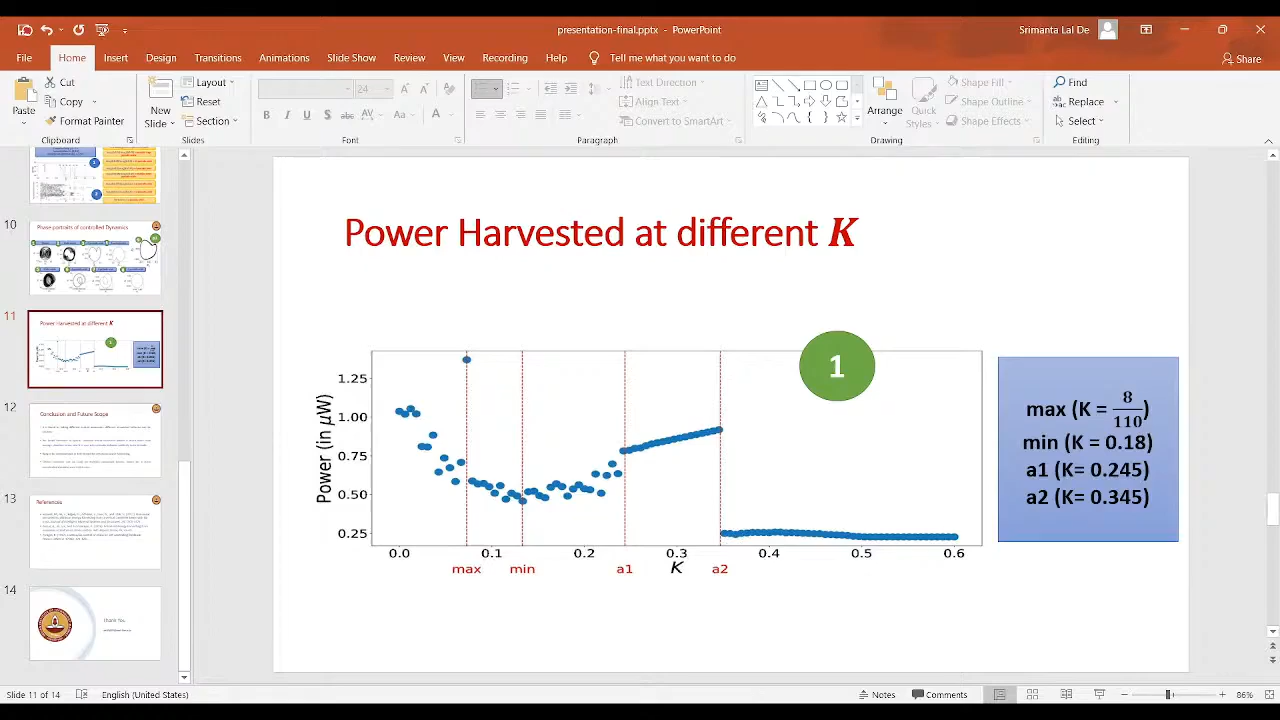 presentation-final.pptx - PowerPoint
Srimanta Lal De
File Home Insert Design Transitions Animations Slide Show Review View Recording Help Tell me what you want to do
Share
Paste
Cut
Copy
Format Painter
Clipboard
New Slide
Layout
Reset
Section
Slides
24
B I U S abc AV Aa A
Font
Text Direction
Align Text
Convert to SmartArt
Paragraph
Arrange
Quick Styles
Shape Fill
Shape Outline
Shape Effects
Drawing
Find
Replace
Select
Editing
10
Phase portraits of controlled Dynamics
11
Power Harvested at different K
12
Conclusion and Future Scope
13
References
14
Thank You
Power Harvested at different K
1
Power (in μW)
1.25
1.00
0.75
0.50
0.25
0.0 0.1 0.2 0.3 0.4 0.5 0.6
max min a1 K a2
max (K = 8/110)
min (K = 0.18)
a1 (K= 0.245)
a2 (K= 0.345)
Slide 11 of 14 English (United States)
Notes Comments 86%